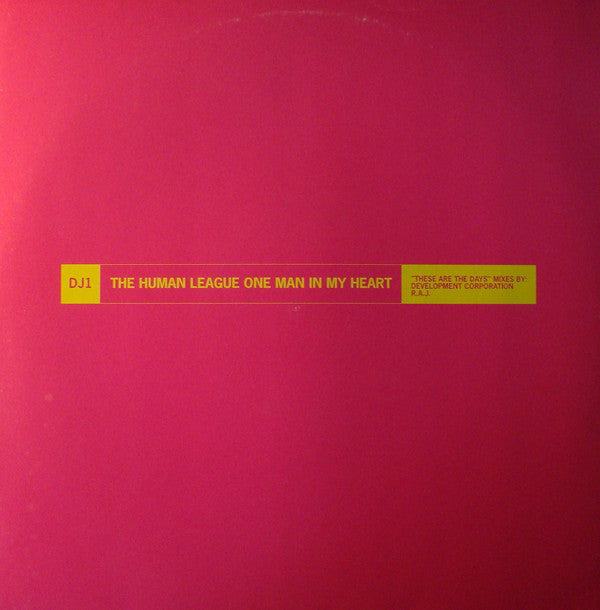 DJ1
THE HUMAN LEAGUE ONE MAN IN MY HEART
"THESE ARE THE DAYS" MIXES BY:
DEVELOPMENT CORPORATION
R.A.J.